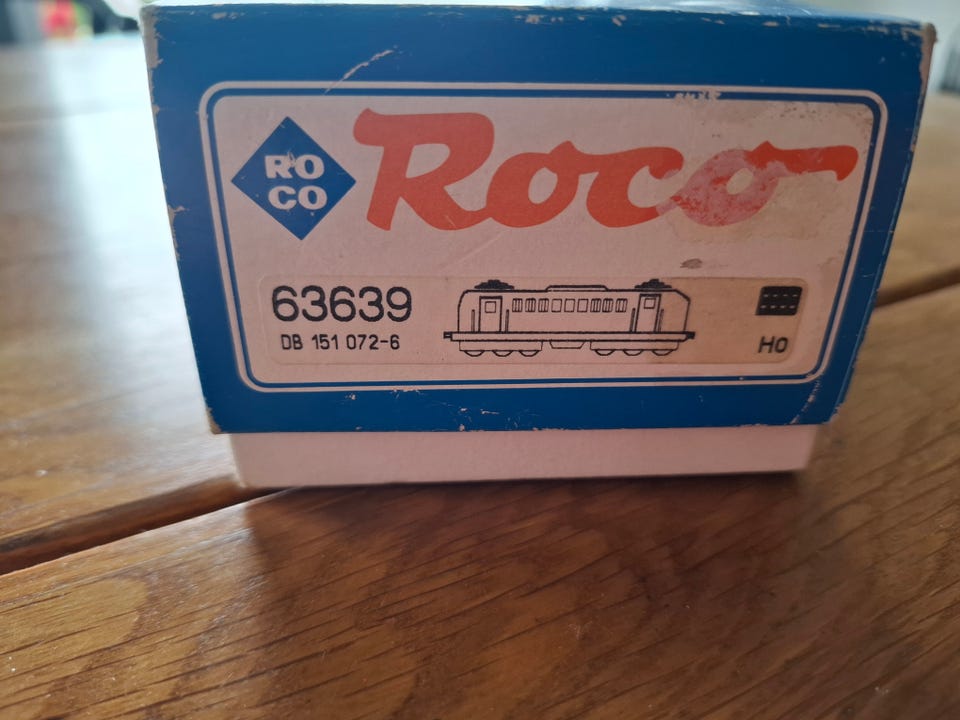 RO
CO
Roco
63639
DB 151 072-6
H0